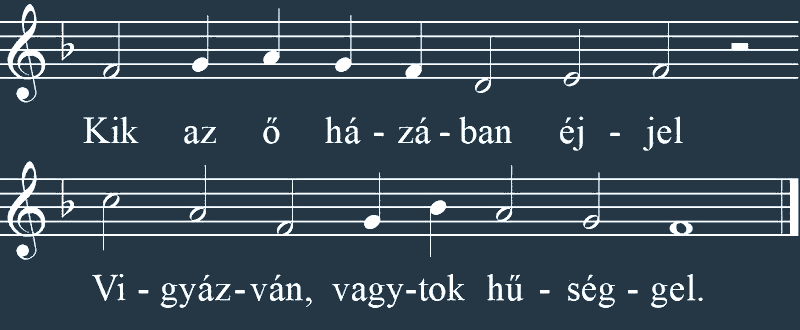 Kik az ő há - zá - ban éj - jel
Vi - gyáz - ván, vagy - tok hű - ség - gel.